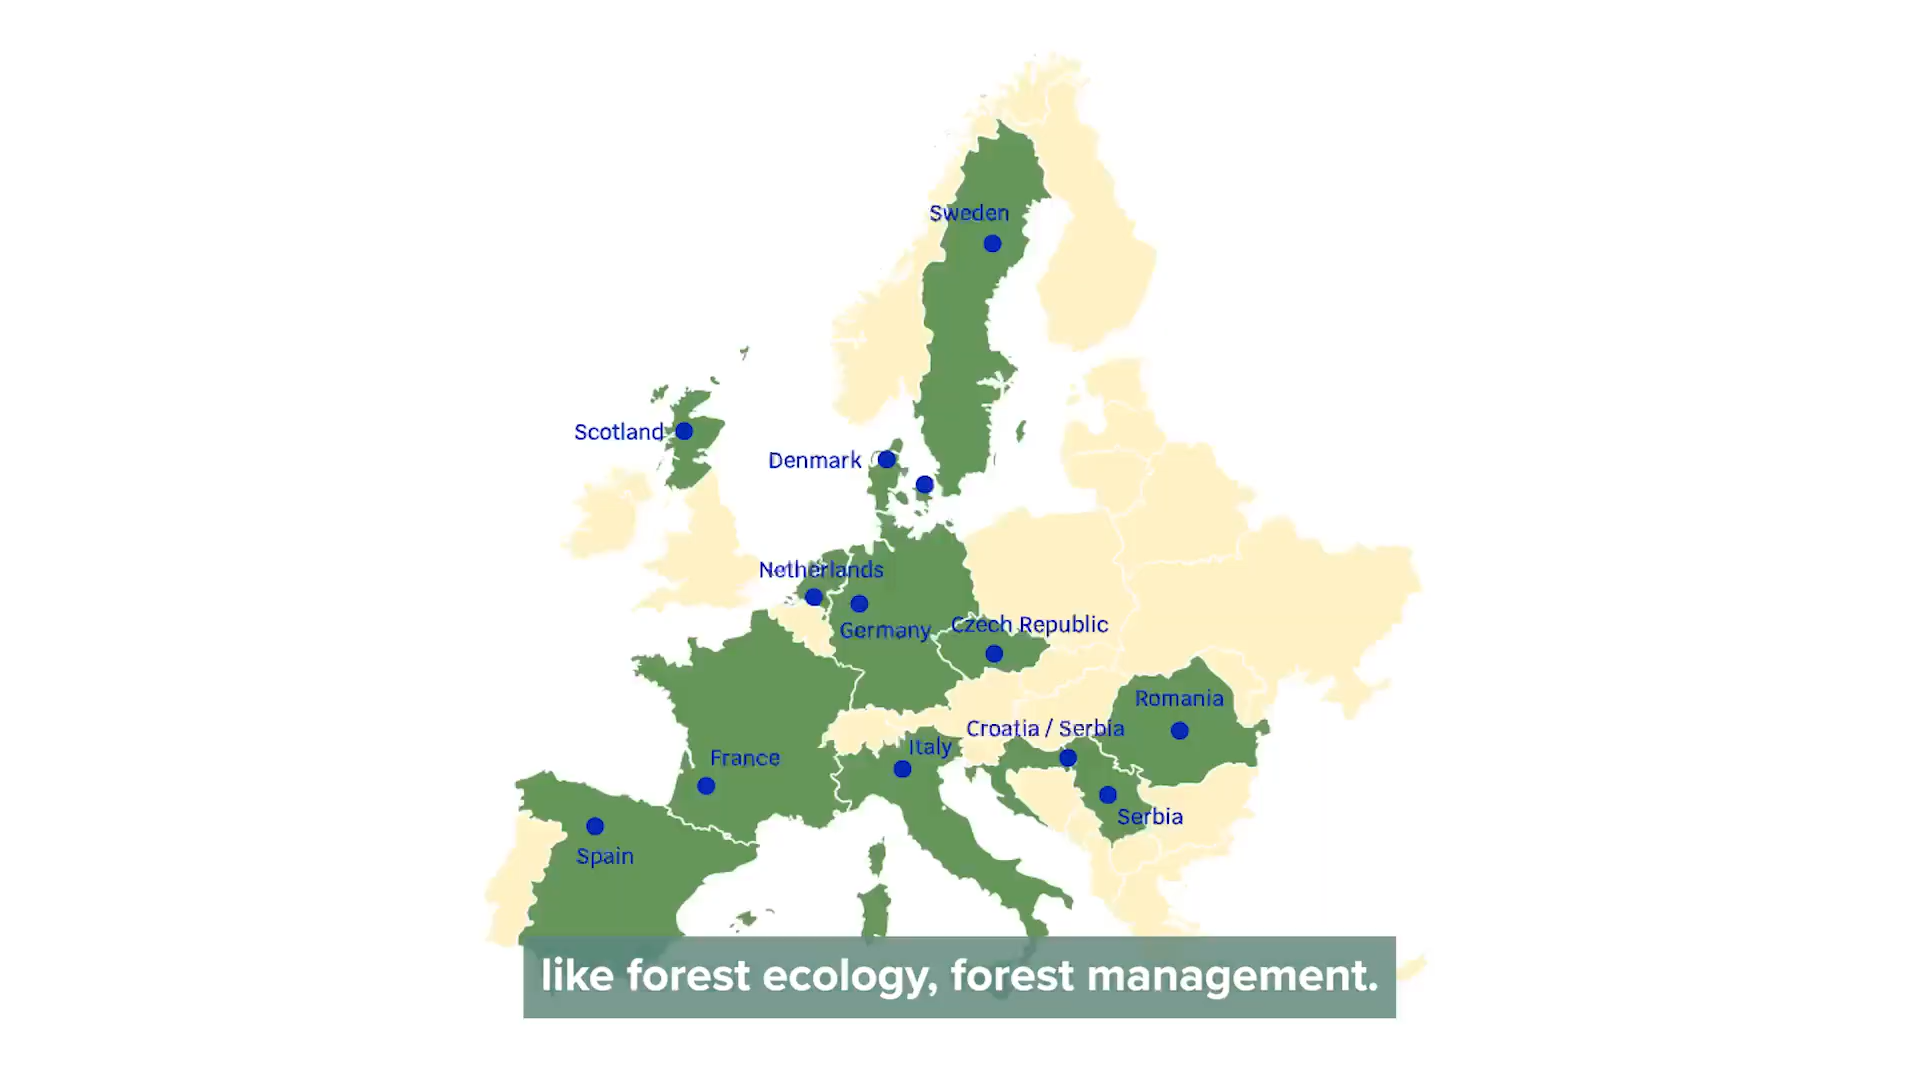 Sweden
Scotland
Denmark
Netherlands
Germany
Czech Republic
Romania
Croatia / Serbia
Italy
France
Serbia
Spain
like forest ecology, forest management.